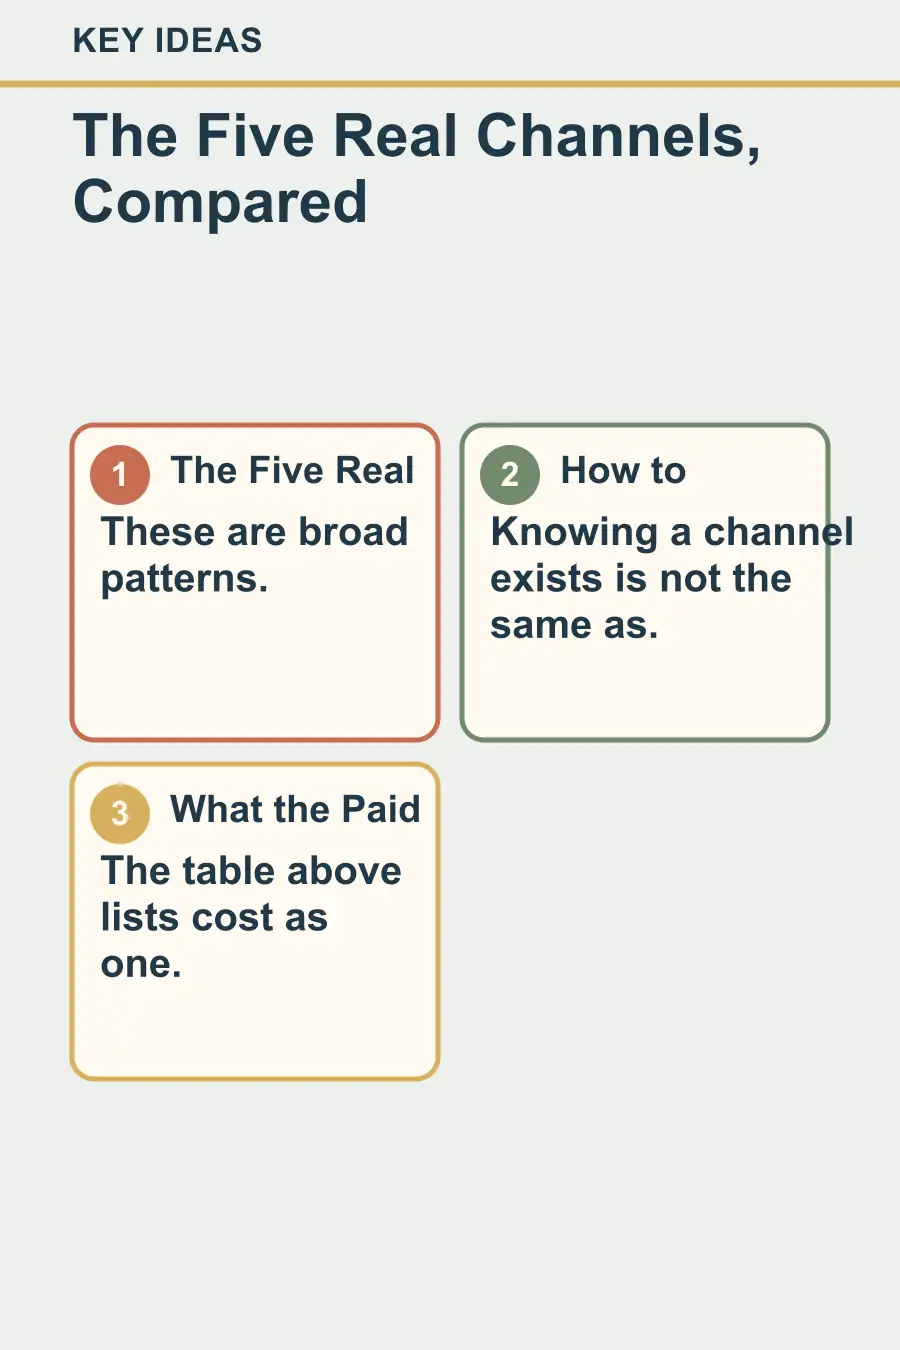 KEY IDEAS
The Five Real Channels,
Compared
1 The Five Real
These are broad
patterns.
2 How to
Knowing a channel
exists is not the
same as.
3 What the Paid
The table above
lists cost as
one.